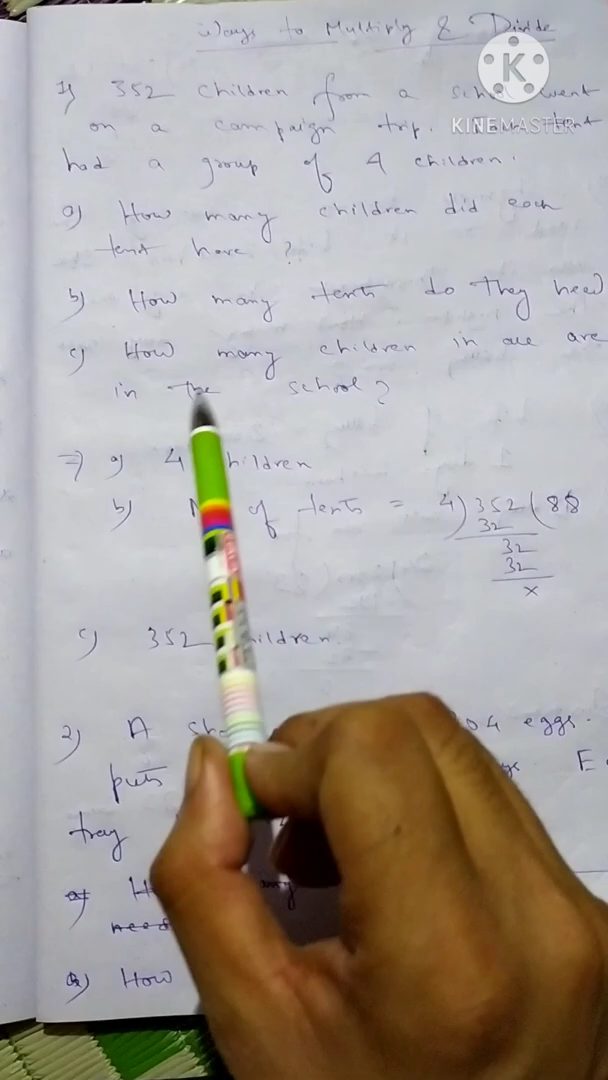 Ways to Multiply & Divide
K
KINEMASTER
1) 352 children from a school went
on a campaign trip. tent
had a group of 4 children.
a) How many children did each
tent have ?
b) How many tents do they need
c) How many children in all are
in the school?
=> a) 4 children
b) of tents = 4) 352 ( 88
32
32
32
x
c) 352 children.
2) A 04 eggs.
puts
tray
a)
need
a) How